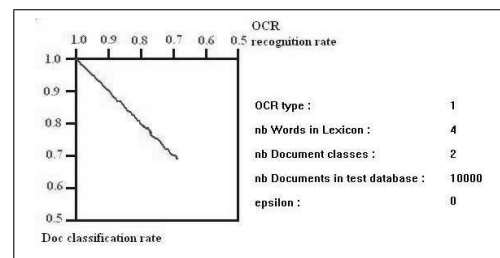 OCR
recognition rate
1.0 0.9 0.8 0.7 0.6 0.5
1.0
0.9
0.8
0.7
0.6
0.5
Doc classification rate
OCR type : 1
nb Words in Lexicon : 4
nb Document classes : 2
nb Documents in test database : 10000
epsilon : 0